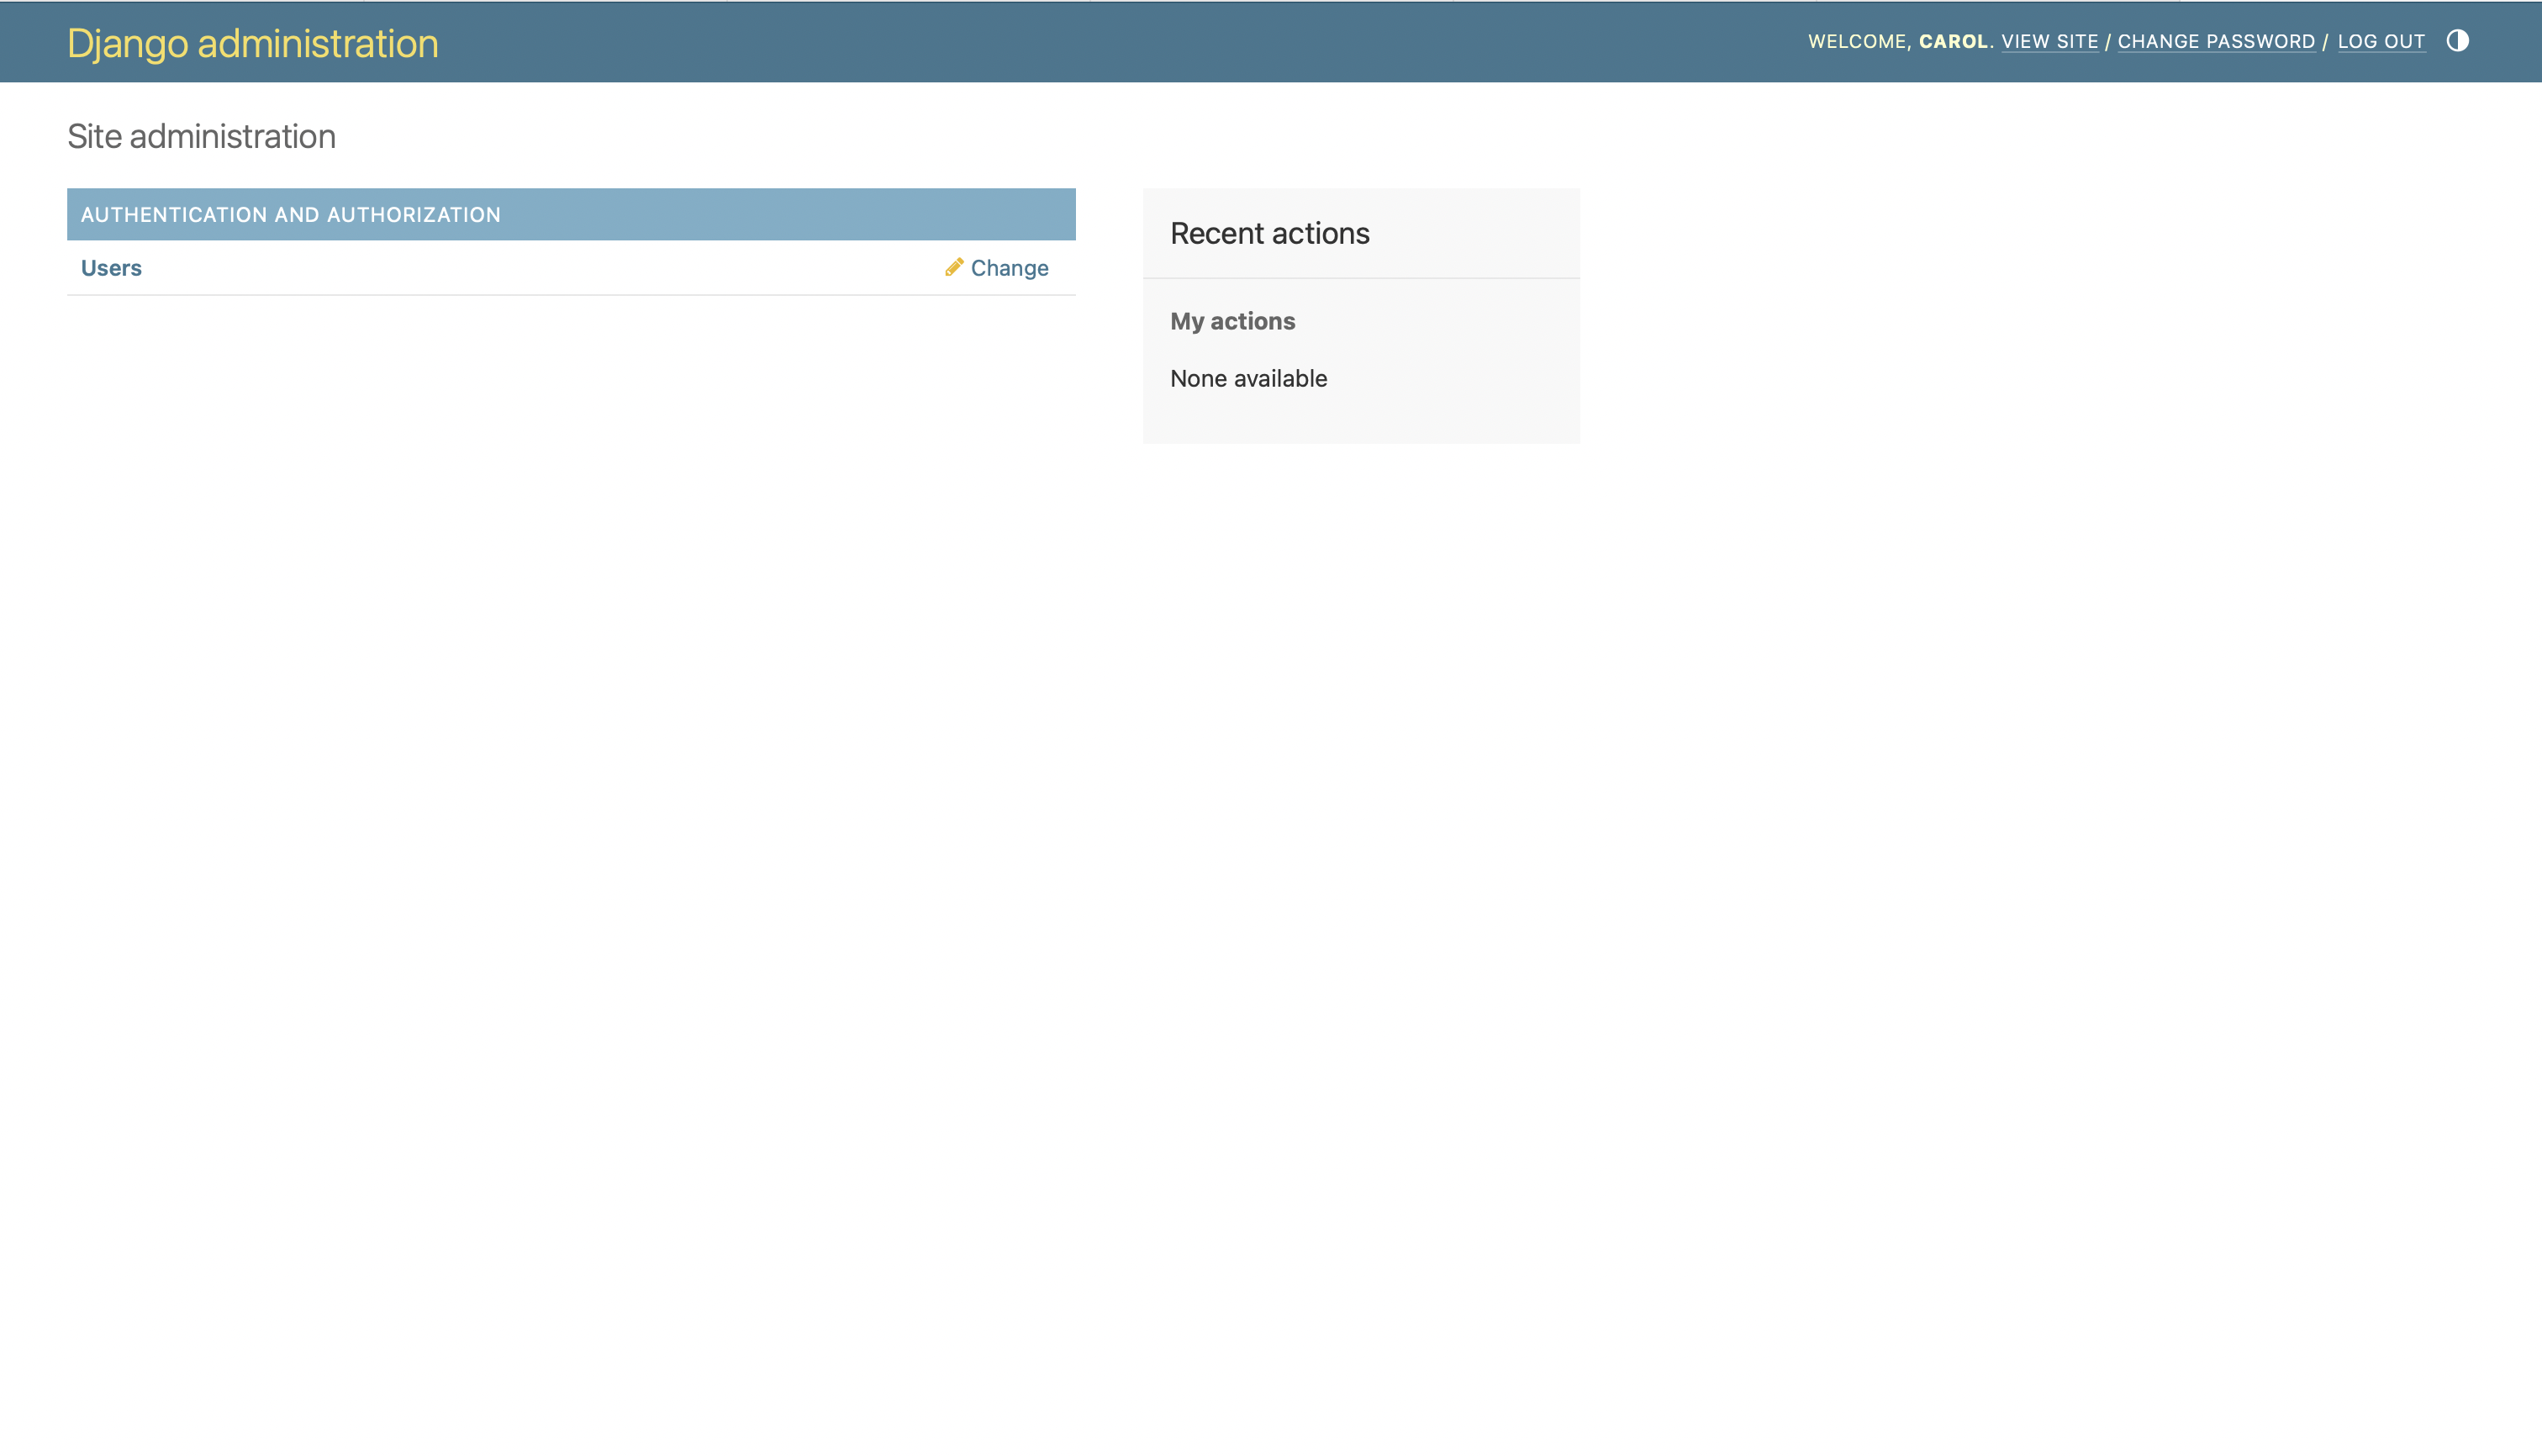 Django administration
WELCOME, CAROL. VIEW SITE / CHANGE PASSWORD / LOG OUT
Site administration
AUTHENTICATION AND AUTHORIZATION
Users Change
Recent actions
My actions
None available